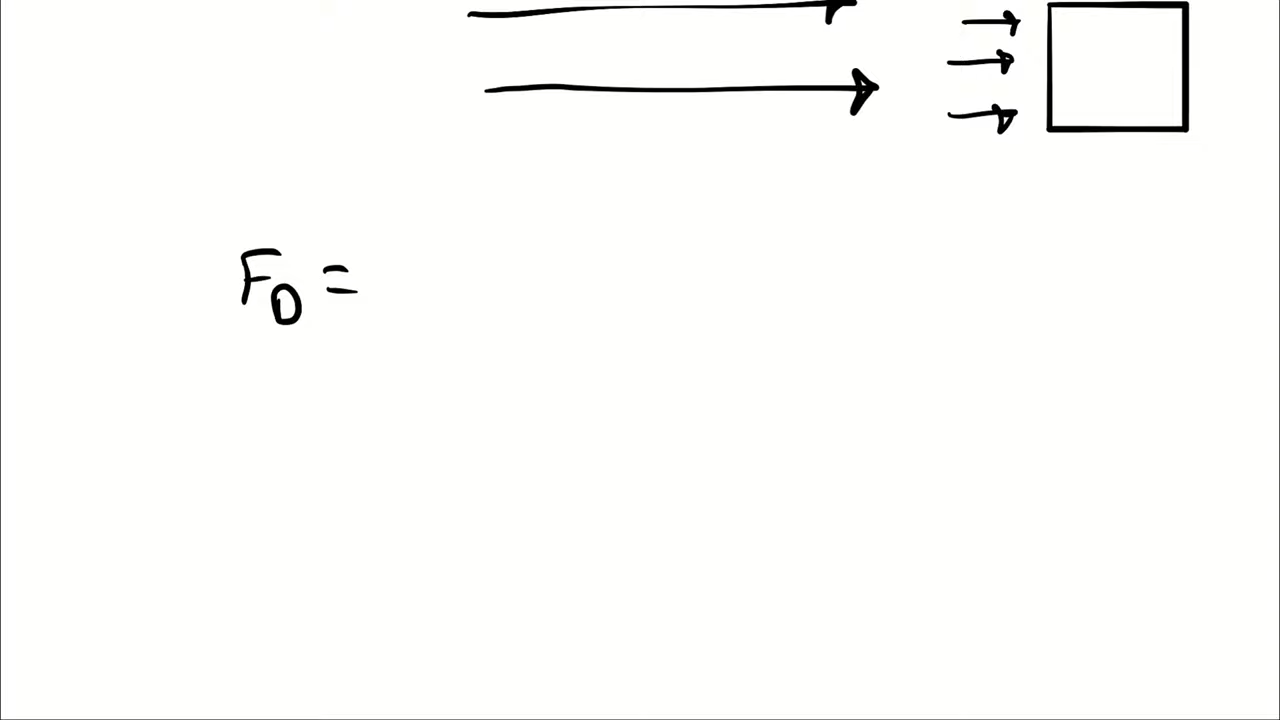 F_D =